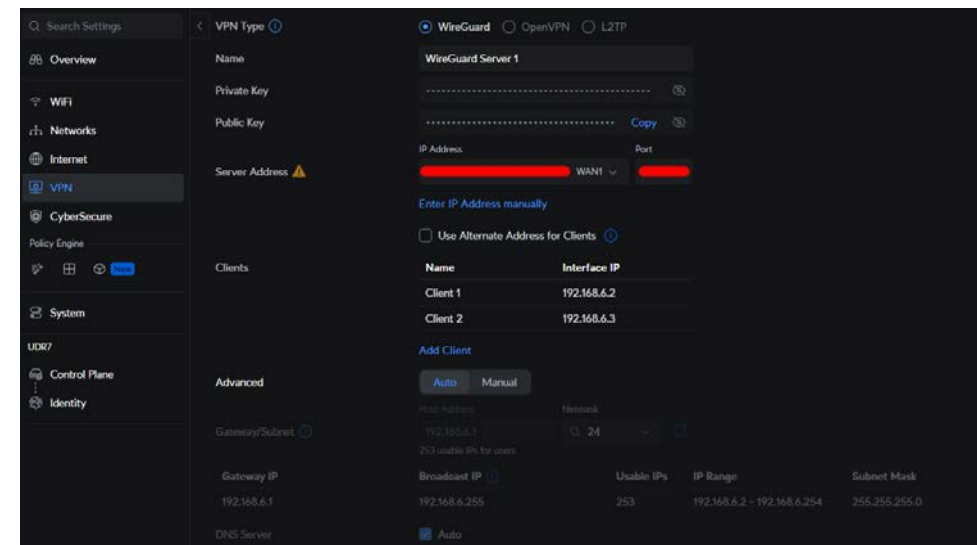 Search Settings
Overview
WiFi
Networks
Internet
VPN
CyberSecure
Policy Engine
New
System
UDR7
Control Plane
Identity
VPN Type
WireGuard OpenVPN L2TP
Name WireGuard Server 1
Private Key
Public Key Copy
IP Address Port
Server Address WAN1
Enter IP Address manually
Use Alternate Address for Clients
Clients Name Interface IP
Client 1 192.168.6.2
Client 2 192.168.6.3
Add Client
Advanced Auto Manual
Host Address Netmask
Gateway/Subnet 192.168.6.1 24
253 usable IPs for users
Gateway IP Broadcast IP Usable IPs IP Range Subnet Mask
192.168.6.1 192.168.6.255 253 192.168.6.2 - 192.168.6.254 255.255.255.0
DNS Server Auto